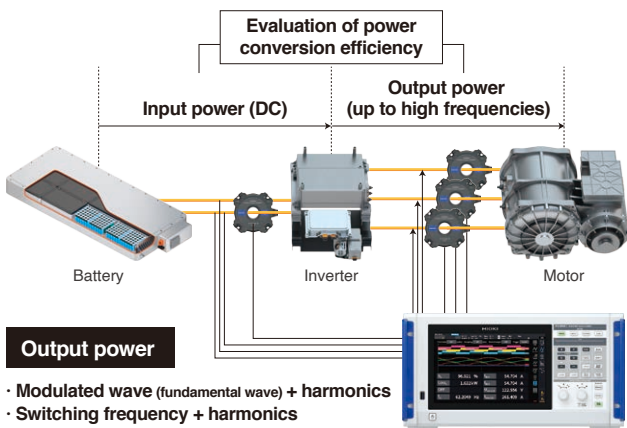 Evaluation of power
conversion efficiency
Input power (DC)
Output power
(up to high frequencies)
Battery
Inverter
Motor
HIOKI
Output power
· Modulated wave (fundamental wave) + harmonics
· Switching frequency + harmonics